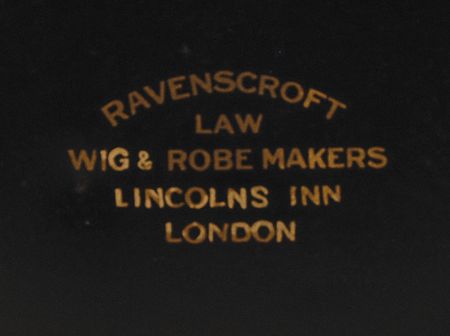 RAVENSCROFT
LAW
WIG & ROBE MAKERS
LINCOLNS INN
LONDON